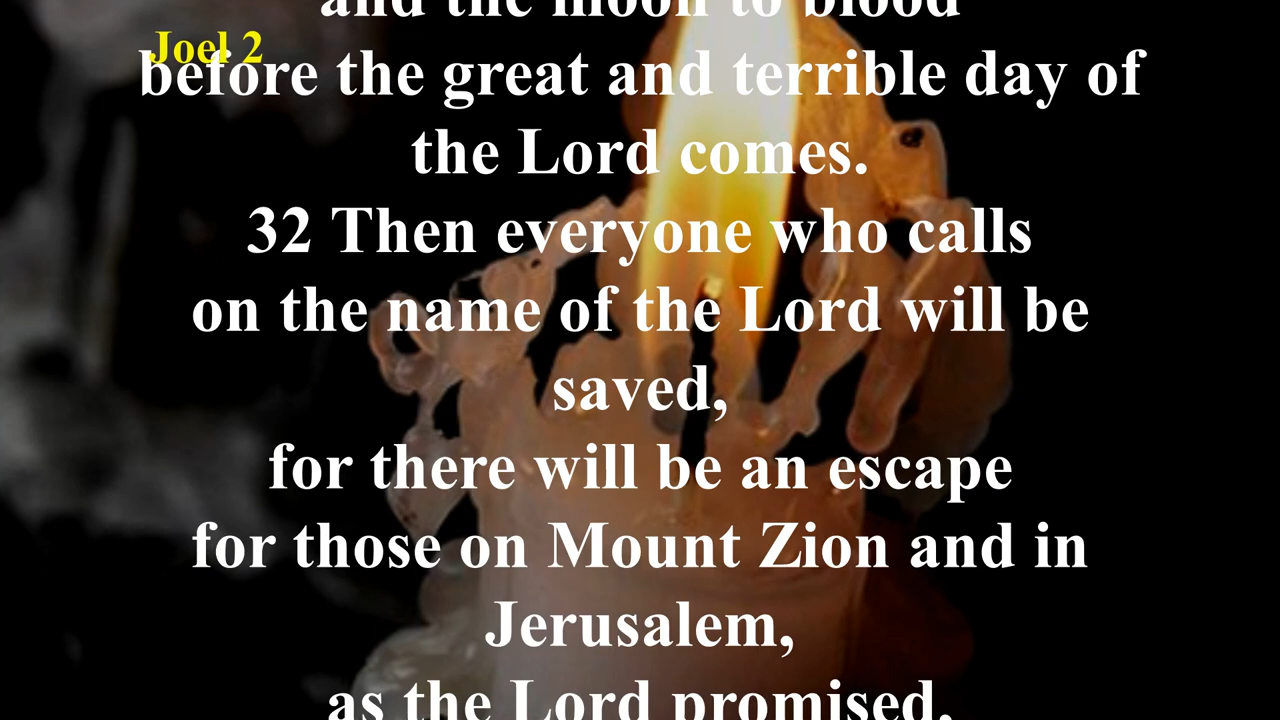 and the moon to blood
Joel 2
before the great and terrible day of
the Lord comes.
32 Then everyone who calls
on the name of the Lord will be
saved,
for there will be an escape
for those on Mount Zion and in
Jerusalem,
as the Lord promised,